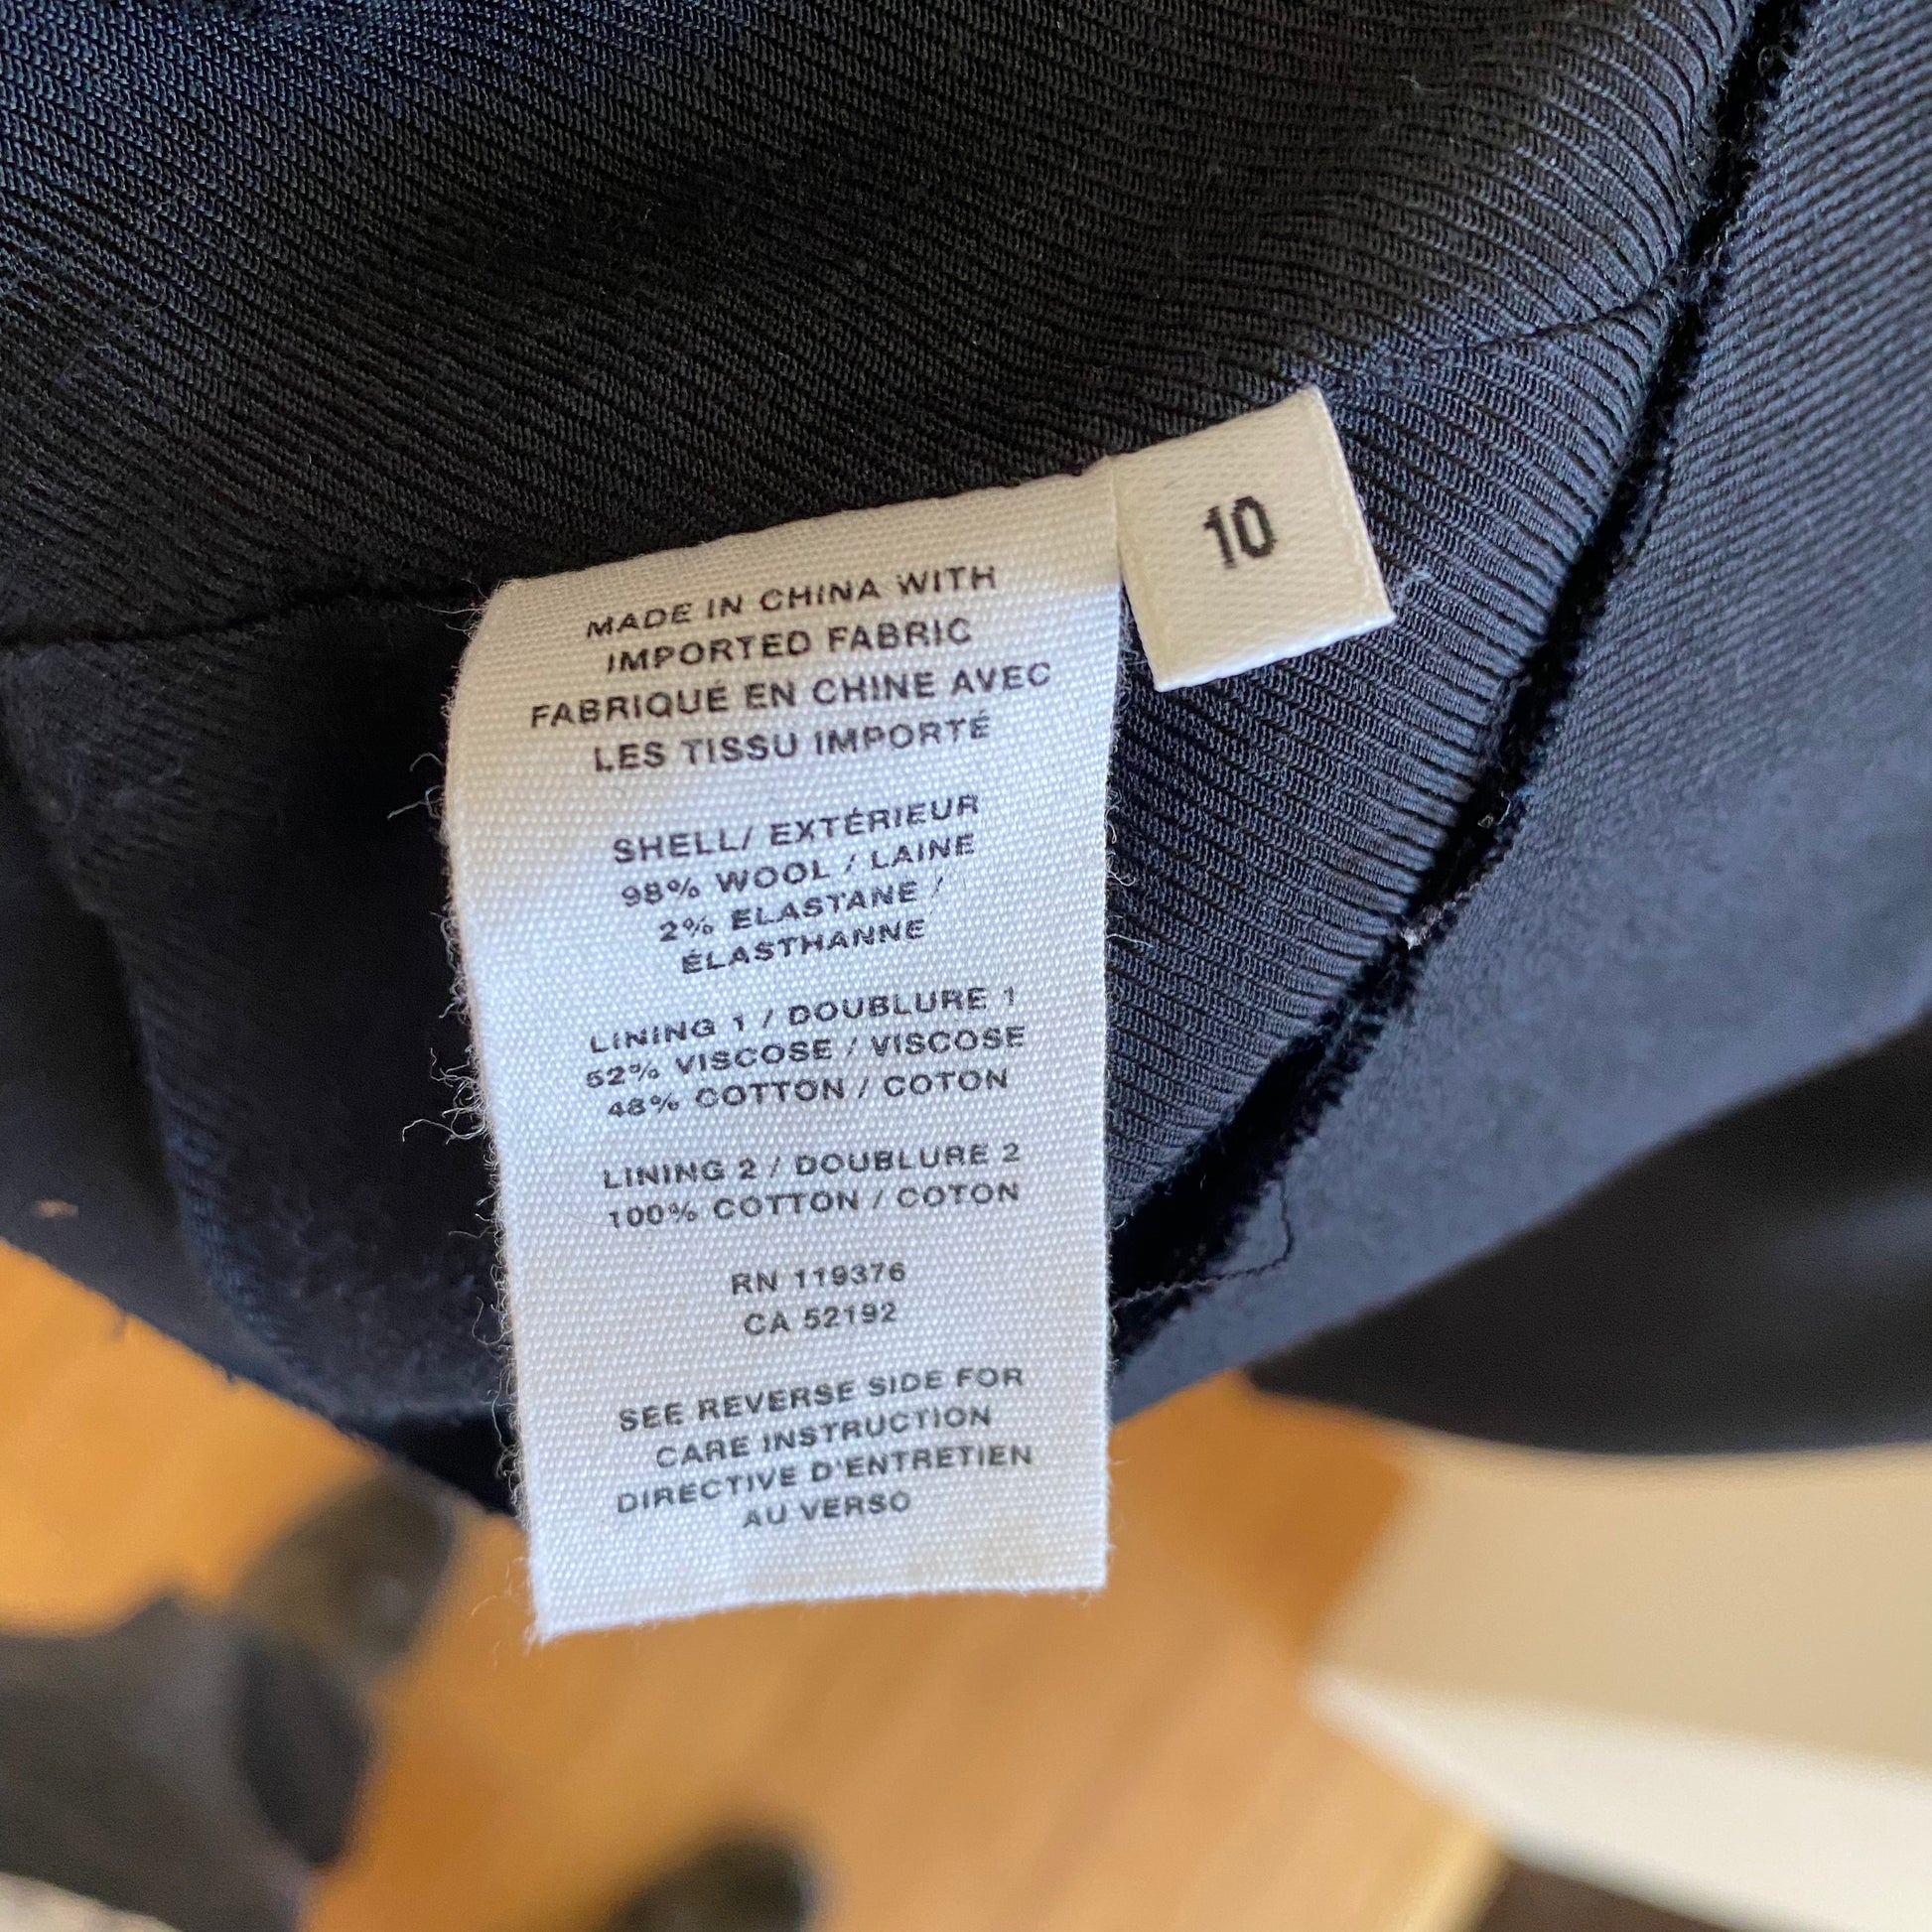 10
MADE IN CHINA WITH
IMPORTED FABRIC
FABRIQUÉ EN CHINE AVEC
LES TISSU IMPORTÉ
SHELL/ EXTÉRIEUR
98% WOOL / LAINE
2% ELASTANE /
ÉLASTHANNE
LINING 1 / DOUBLURE 1
52% VISCOSE / VISCOSE
48% COTTON / COTON
LINING 2 / DOUBLURE 2
100% COTTON / COTON
RN 119376
CA 52192
SEE REVERSE SIDE FOR
CARE INSTRUCTION
DIRECTIVE D'ENTRETIEN
AU VERSO